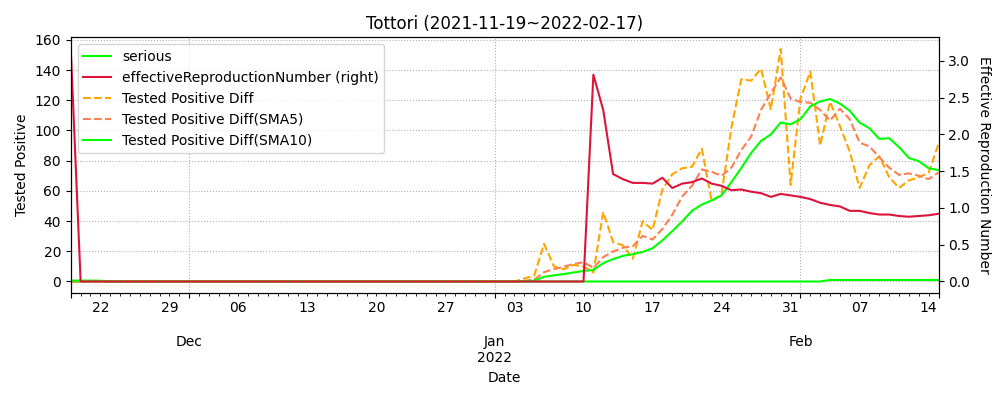 Tottori (2021-11-19~2022-02-17)
serious
effectiveReproductionNumber (right)
Tested Positive Diff
Tested Positive Diff(SMA5)
Tested Positive Diff(SMA10)
Tested Positive
160
140
120
100
80
60
40
20
0
3.0
2.5
2.0
1.5
1.0
0.5
0.0
Effective Reproduction Number
22 29 06 13 20 27 03 10 17 24 31 07 14
Dec Jan Feb
2022
Date